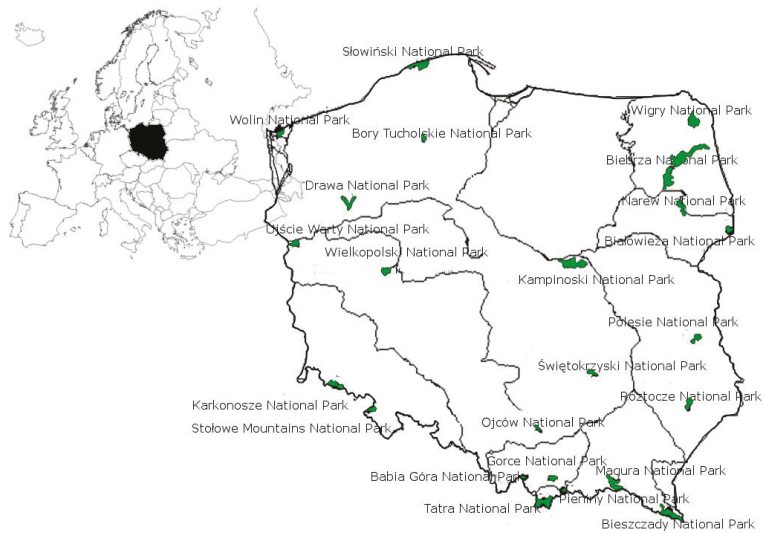 Słowiński National Park
Wigry National Park
Wolin National Park
Bory Tucholskie National Park
Biebrza National Park
Drawa National Park
Narew National Park
Ujście Warty National Park
Białowieża National Park
Wielkopolski National Park
Kampinoski National Park
Polesie National Park
Świętokrzyski National Park
Roztocze National Park
Karkonosze National Park
Ojców National Park
Stołowe Mountains National Park
Gorce National Park
Magura National Park
Babia Góra National Park
Pieniny National Park
Tatra National Park
Bieszczady National Park